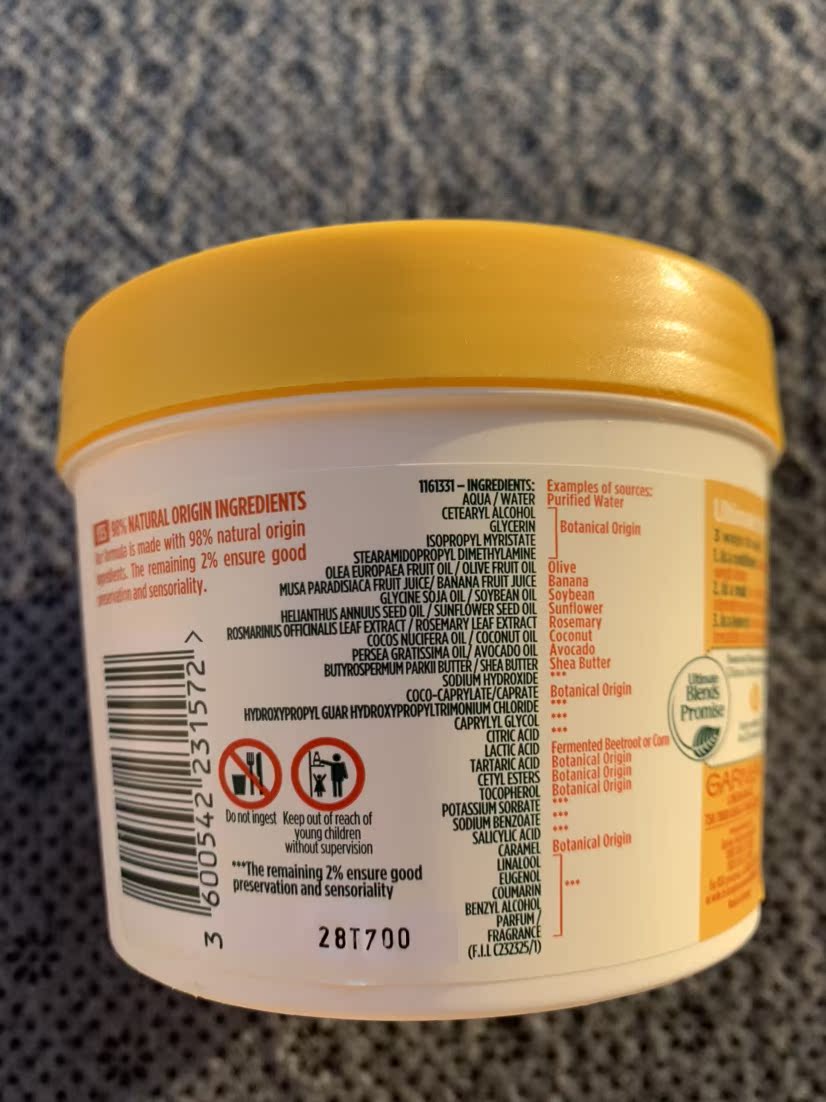 YES 98% NATURAL ORIGIN INGREDIENTS
formula is made with 98% natural origin
ingredients. The remaining 2% ensure good
preservation and sensoriality.
3 600542 231572 >
Do not ingest
Keep out of reach of
young children
without supervision
***The remaining 2% ensure good
preservation and sensoriality
28T700
1161331 – INGREDIENTS:
AQUA / WATER
CETEARYL ALCOHOL
GLYCERIN
ISOPROPYL MYRISTATE
STEARAMIDOPROPYL DIMETHYLAMINE
OLEA EUROPAEA FRUIT OIL / OLIVE FRUIT OIL
MUSA PARADISIACA FRUIT JUICE/ BANANA FRUIT JUICE
GLYCINE SOJA OIL / SOYBEAN OIL
HELIANTHUS ANNUUS SEED OIL / SUNFLOWER SEED OIL
ROSMARINUS OFFICINALIS LEAF EXTRACT / ROSEMARY LEAF EXTRACT
COCOS NUCIFERA OIL / COCONUT OIL
PERSEA GRATISSIMA OIL/ AVOCADO OIL
BUTYROSPERMUM PARKII BUTTER / SHEA BUTTER
SODIUM HYDROXIDE
COCO-CAPRYLATE/CAPRATE
HYDROXYPROPYL GUAR HYDROXYPROPYLTRIMONIUM CHLORIDE
CAPRYLYL GLYCOL
CITRIC ACID
LACTIC ACID
TARTARIC ACID
CETYL ESTERS
TOCOPHEROL
POTASSIUM SORBATE
SODIUM BENZOATE
SALICYLIC ACID
CARAMEL
LINALOOL
EUGENOL
COUMARIN
BENZYL ALCOHOL
PARFUM /
FRAGRANCE
(F.I.L C232325/1)
Examples of sources:
Purified Water
Botanical Origin
Olive
Banana
Soybean
Sunflower
Rosemary
Coconut
Avocado
Shea Butter
***
Botanical Origin
***
***
***
Fermented Beetroot or Corn
Botanical Origin
Botanical Origin
Botanical Origin
***
***
***
Botanical Origin
***
Ultimate
Blends
Promise